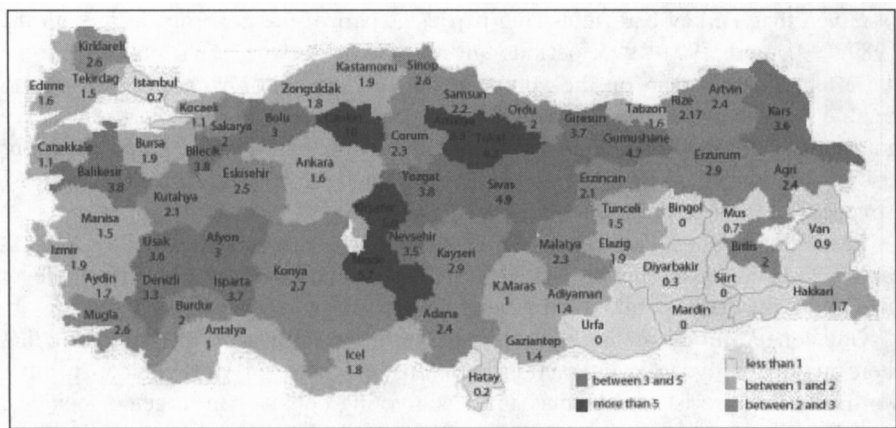 Kirklareli
2.6
Edirne
1.6
Tekirdag
1.5
Istanbul
0.7
Kocaeli
1.1
Sakarya
2
Bolu
3
Zonguldak
1.8
Kastamonu
1.9
Sinop
2.6
Samsun
2.2
Ordu
2
Giresun
3.7
Tabzon
1.6
Rize
2.17
Artvin
2.4
Kars
3.6
Canakkale
1.1
Bursa
1.9
Bilecik
3.8
Balikesir
3.8
Eskisehir
2.5
Kutahya
2.1
Ankara
1.6
Corum
2.3
Yozgat
3.8
Sivas
4.9
Gumushane
4.7
Erzincan
2.1
Erzurum
2.9
Agri
2.4
Manisa
1.5
Izmir
1.9
Usak
3.6
Afyon
3
Konya
2.7
Nevsehir
3.5
Kayseri
2.9
Malatya
2.3
Tunceli
1.5
Elazig
1.9
Bingol
0
Mus
0.7
Bitlis
2
Van
0.9
Aydin
1.7
Denizli
3.3
Isparta
3.7
Burdur
2
Mugla
2.6
Antalya
1
Icel
1.8
Adana
2.4
K.Maras
1
Adiyaman
1.4
Gaziantep
1.4
Urfa
0
Diyarbakir
0.3
Mardin
0
Siirt
0
Hakkari
1.7
Hatay
0.2
less than 1
between 3 and 5
between 1 and 2
more than 5
between 2 and 3